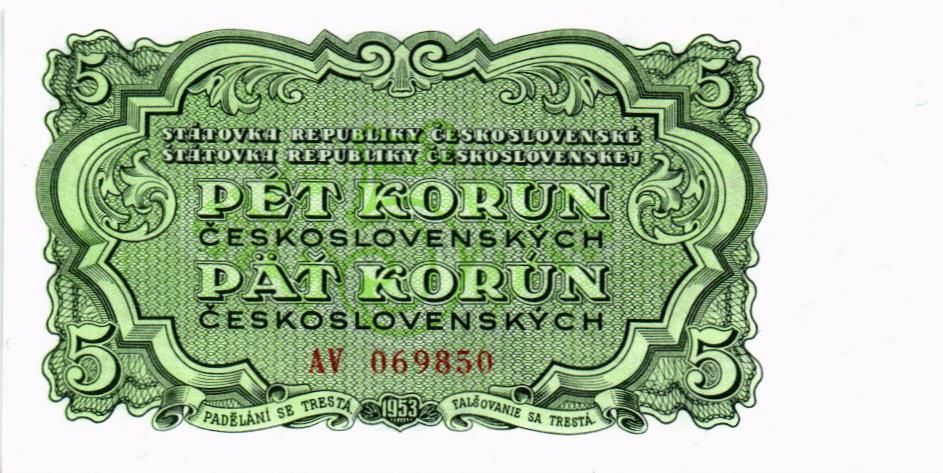 5 5
STÁTOVKA REPUBLIKY ČESKOSLOVENSKÉ
ŠTÁTOVKA REPUBLIKY ČESKOSLOVENSKEJ
PĚT KORUN
ČESKOSLOVENSKÝCH
PÄŤ KORÚN
ČESKOSLOVENSKÝCH
AV 069850
5 5
PADĚLÁNÍ SE TRESTÁ 1953 FALŠOVANIE SA TRESTÁ.